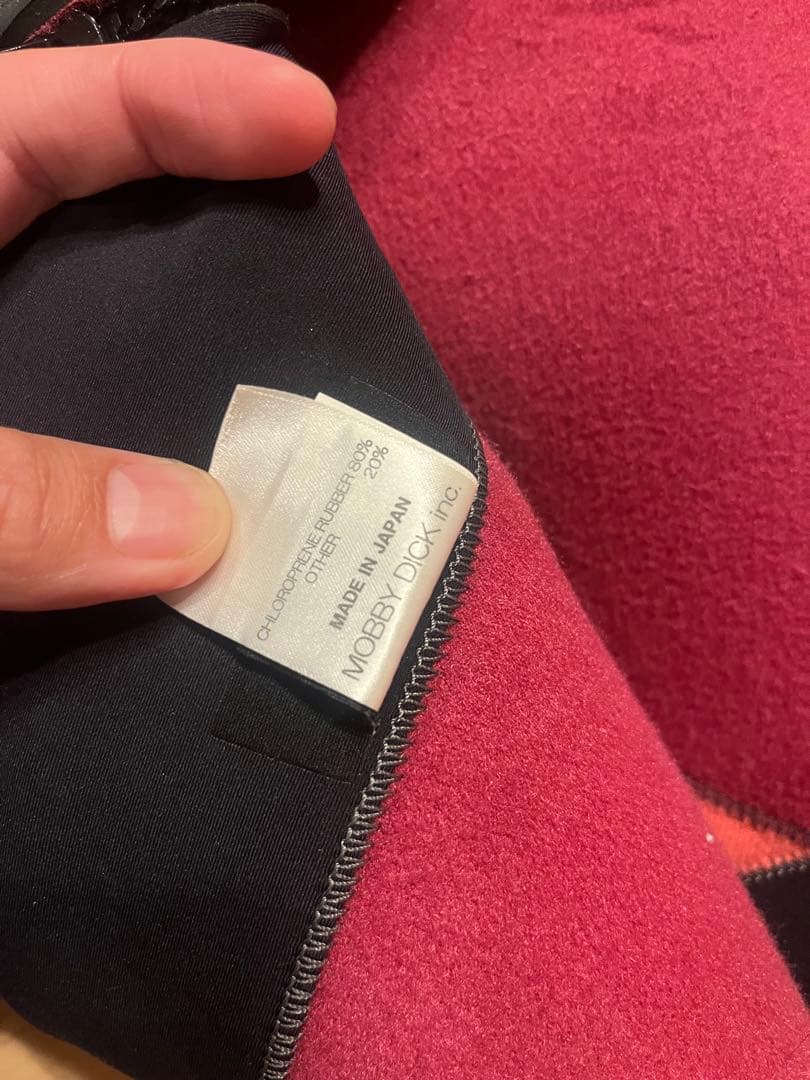 CHLOROPRENE RUBBER 80%
OTHER 20%
MADE IN JAPAN
MOBBY DICK inc.